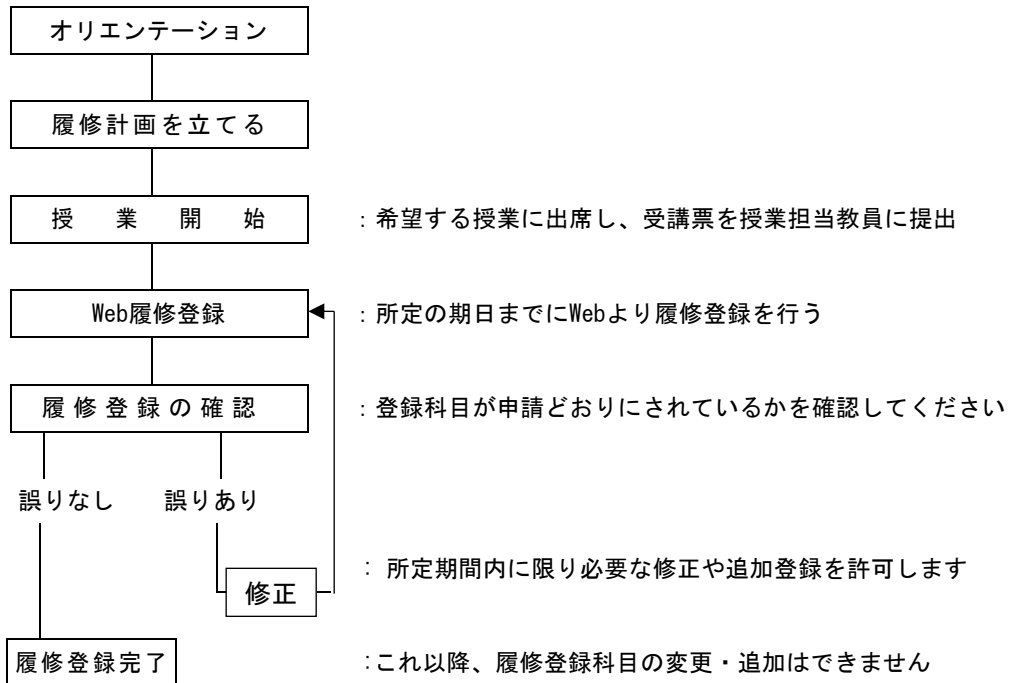 オリエンテーション
履修計画を立てる
授業開始 :希望する授業に出席し、受講票を授業担当教員に提出
Web履修登録 :所定の期日までにWebより履修登録を行う
履修登録の確認 :登録科目が申請どおりにされているかを確認してください
誤りなし 誤りあり
修正 : 所定期間内に限り必要な修正や追加登録を許可します
履修登録完了 :これ以降、履修登録科目の変更・追加はできません